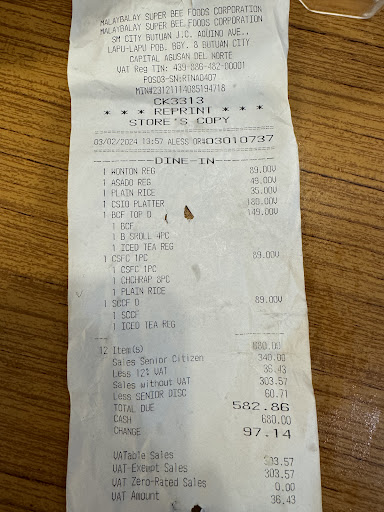 MALAYBALAY SUPER BEE FOODS CORPORATION
MALAYBALAY SUPER BEE FOODS CORPORATION
SM CITY BUTUAN J.C. AQUINO AVE.,
LAPU-LAPU POB. BGY. 8 BUTUAN CITY
CAPITAL AGUSAN DEL NORTE
VAT Reg TIN: 439-886-482-00001
POS03-SN:RTNAD407
MIN#23121114085194718
CK3313
* * * REPRINT * * *
STORE'S COPY
03/02/2024 13:57 ALESS OR#03010737
DINE-IN
1 WONTON REG 89.00V
1 ASADO REG 49.00V
1 PLAIN RICE 35.00V
1 CSIO PLATTER 180.00V
1 BCF TOP D 149.00V
1 BCF
1 B SROLL 4PC
1 ICED TEA REG
1 CSFC 1PC 89.00V
1 CSFC 1PC
1 CHCHRAP 8PC
1 PLAIN RICE
1 SCCF D 89.00V
1 SCCF
1 ICED TEA REG
12 Item(s) 680.00
Sales Senior Citizen 340.00
Less 12% VAT 36.43
Sales without VAT 303.57
Less SENIOR DISC 60.71
TOTAL DUE 582.86
CASH 680.00
CHANGE 97.14
VATable Sales 303.57
VAT-Exempt Sales 303.57
VAT Zero-Rated Sales 0.00
VAT Amount 36.43